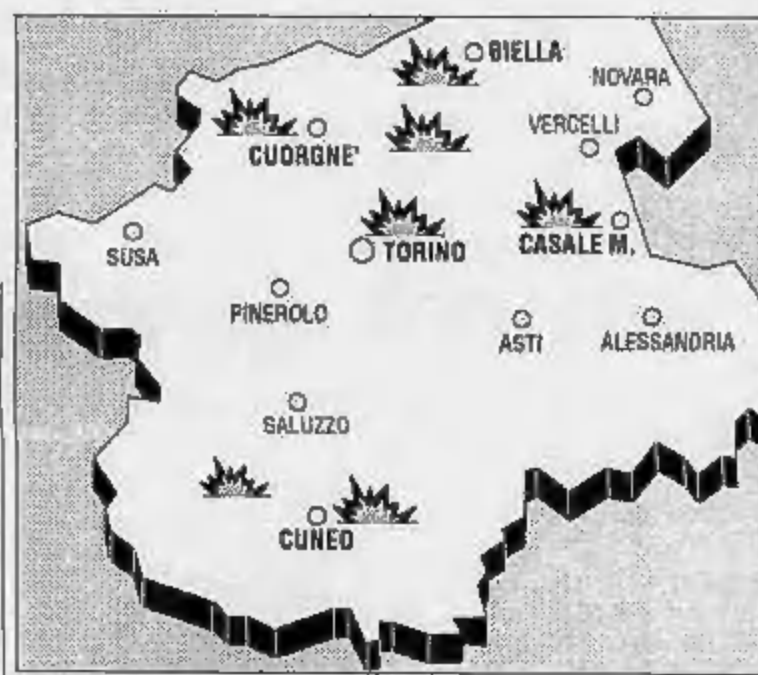 BIELLA
NOVARA
VERCELLI
CUORGNE'
SUSA
TORINO
CASALE M.
PINEROLO
ASTI
ALESSANDRIA
SALUZZO
CUNEO